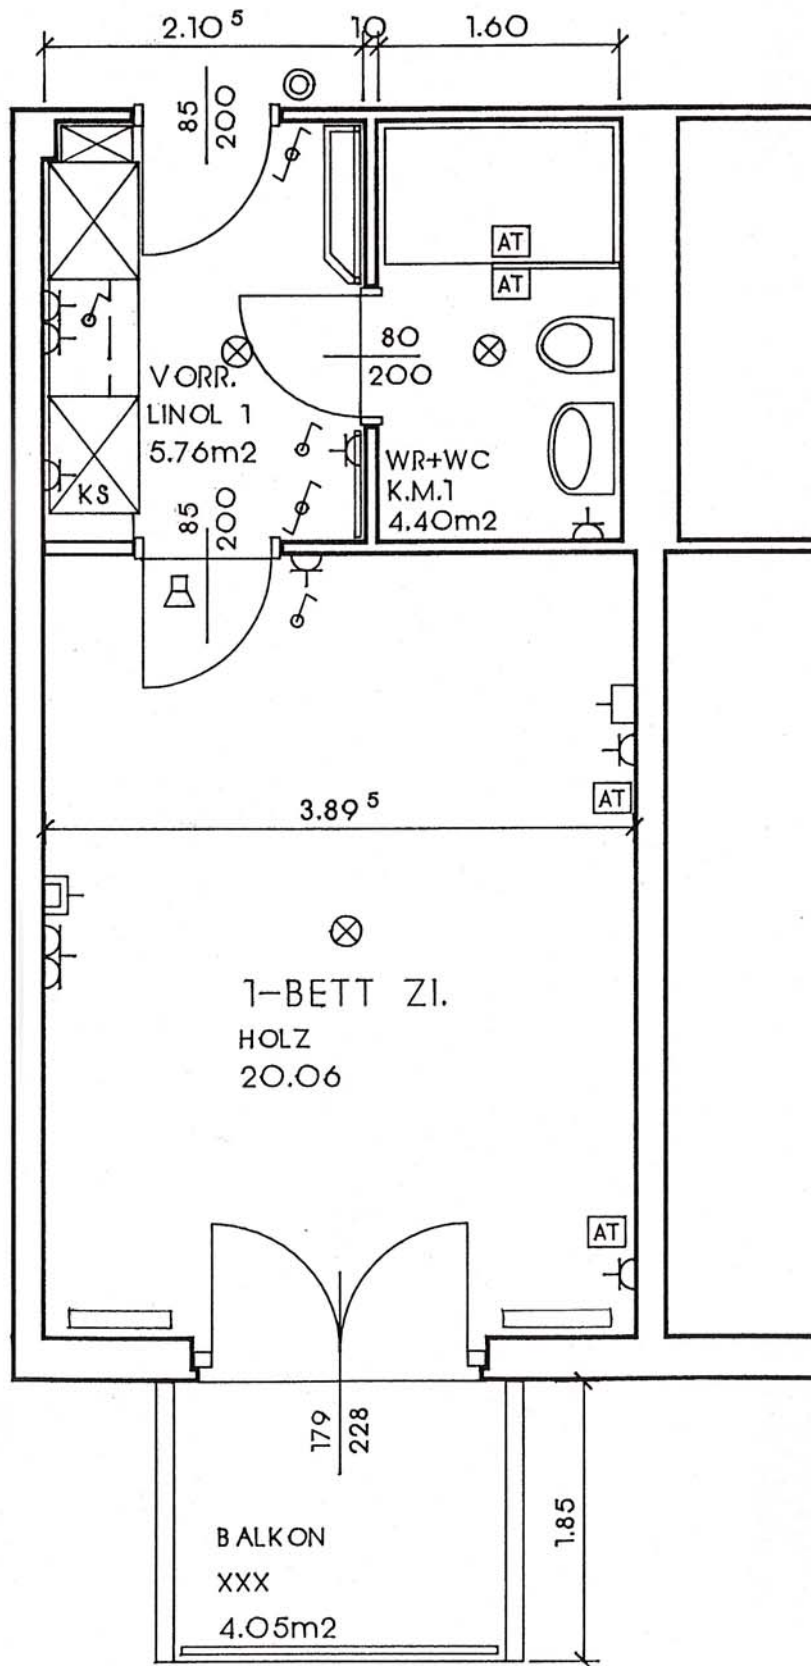 2.10⁵ 10 1.60
85
200
AT
AT
80
200
VORR.
LINOL 1
5.76m2
WR+WC
K.M.1
4.40m2
KS
85
200
AT
3.89⁵
1-BETT ZI.
HOLZ
20.06
AT
179
228
1.85
BALKON
XXX
4.05m2